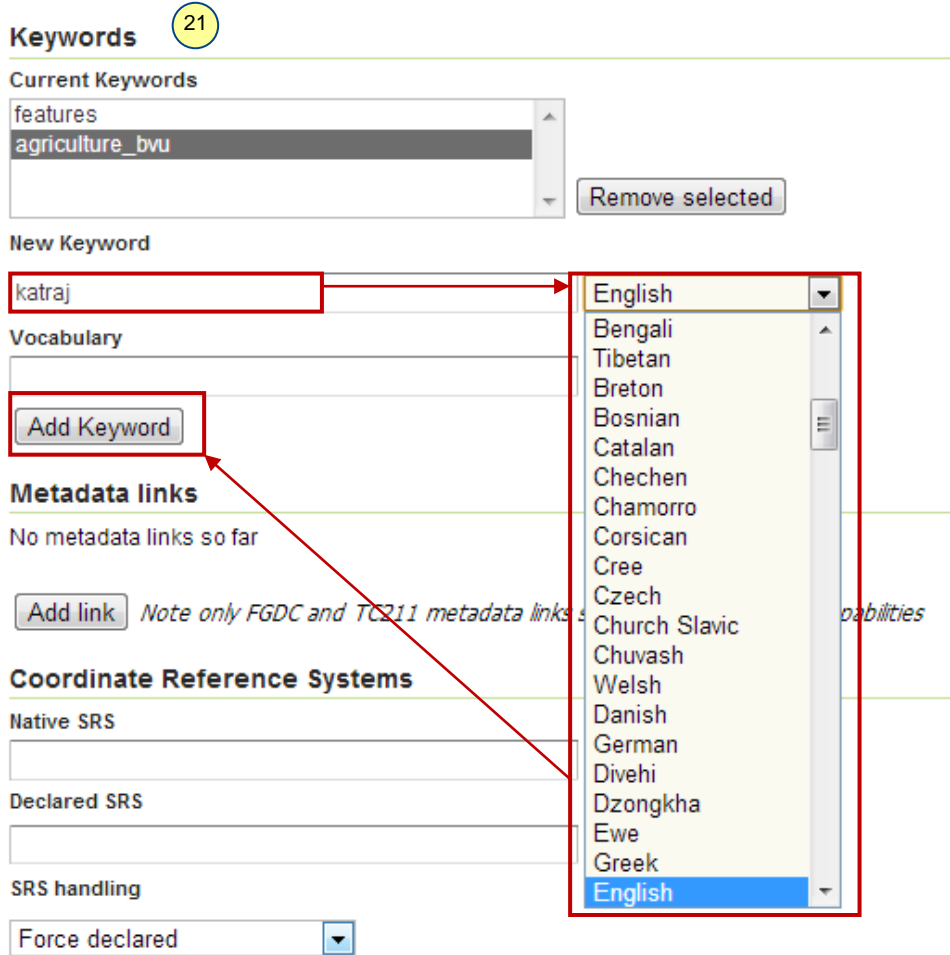 Keywords 21
Current Keywords
features
agriculture_bvu
Remove selected
New Keyword
katraj
English
Vocabulary
Bengali
Tibetan
Breton
Bosnian
Catalan
Chechen
Chamorro
Corsican
Cree
Czech
Church Slavic
Chuvash
Welsh
Danish
German
Divehi
Dzongkha
Ewe
Greek
English
Add Keyword
Metadata links
No metadata links so far
Add link Note only FGDC and TC211 metadata links s pabilities
Coordinate Reference Systems
Native SRS
Declared SRS
SRS handling
Force declared